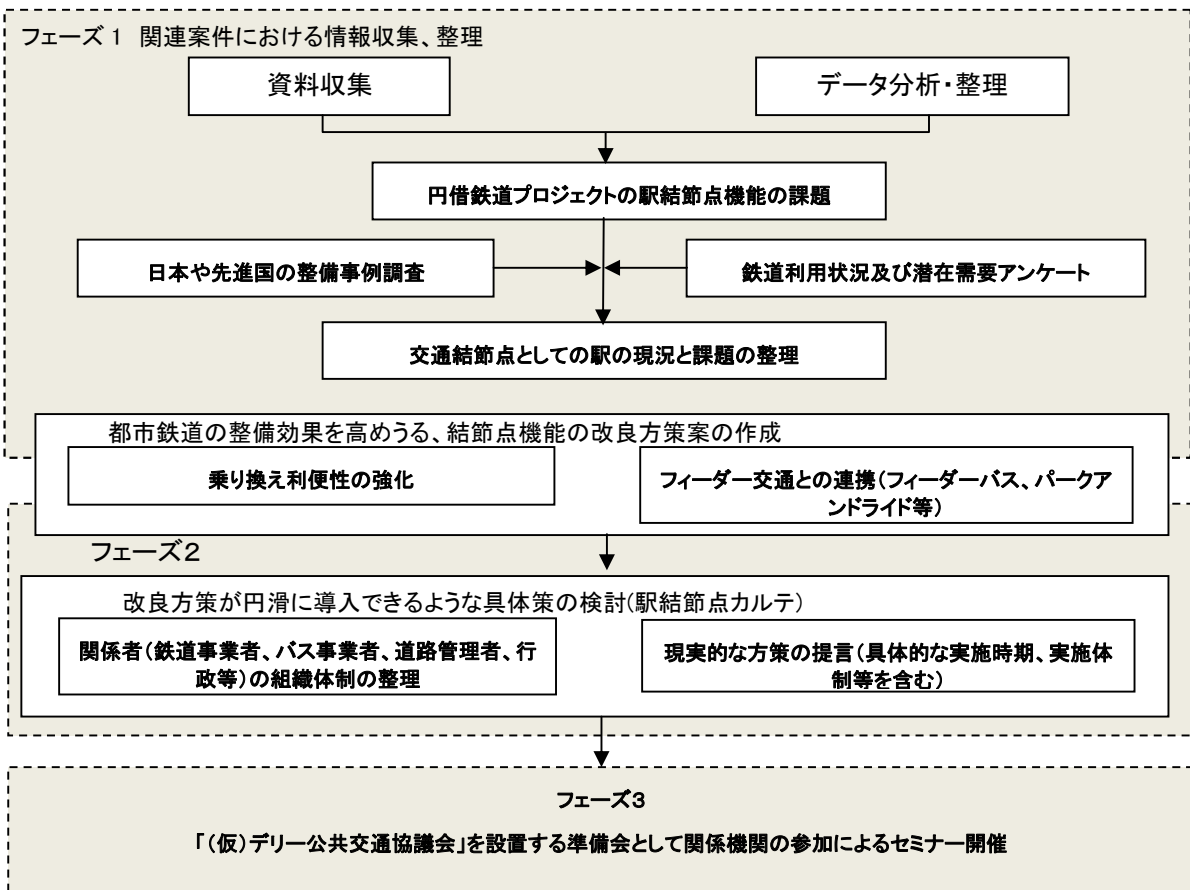 フェーズ 1 関連案件における情報収集、整理
資料収集
データ分析・整理
円借鉄道プロジェクトの駅結節点機能の課題
日本や先進国の整備事例調査
鉄道利用状況及び潜在需要アンケート
交通結節点としての駅の現況と課題の整理
都市鉄道の整備効果を高めうる、結節点機能の改良方策案の作成
乗り換え利便性の強化
フィーダー交通との連携(フィーダーバス、パークア
ンドライド等)
フェーズ2
改良方策が円滑に導入できるような具体策の検討(駅結節点カルテ)
関係者(鉄道事業者、バス事業者、道路管理者、行
政等)の組織体制の整理
現実的な方策の提言(具体的な実施時期、実施体
制等を含む)
フェーズ3
「(仮)デリー公共交通協議会」を設置する準備会として関係機関の参加によるセミナー開催